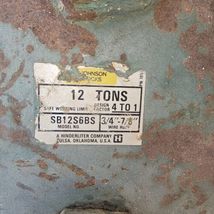 JOHNSON
BLOCKS
12 TONS
SAFE WORKING LIMIT
DESIGN FACTOR 4 TO 1
SB12S6BS
MODEL NO.
3/4"-7/8"
WIRE ROPE
A HINDERLITER COMPANY
TULSA, OKLAHOMA, U.S.A.
H